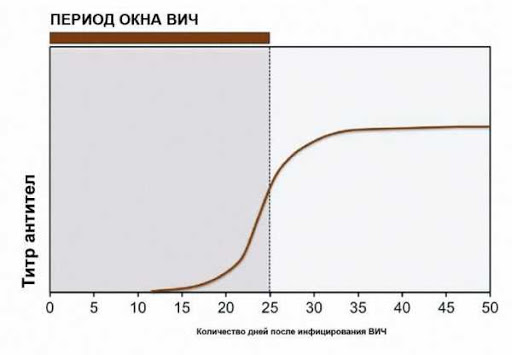 ПЕРИОД ОКНА ВИЧ
Титр антител
0 5 10 15 20 25 30 35 40 45 50
Количество дней после инфицирования ВИЧ